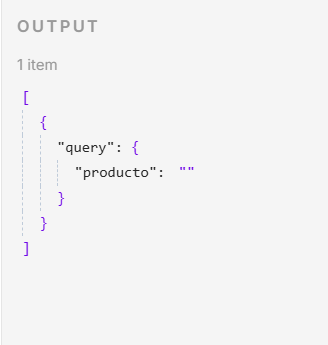 OUTPUT
1 item
[
{
"query": {
"producto": ""
}
}
]